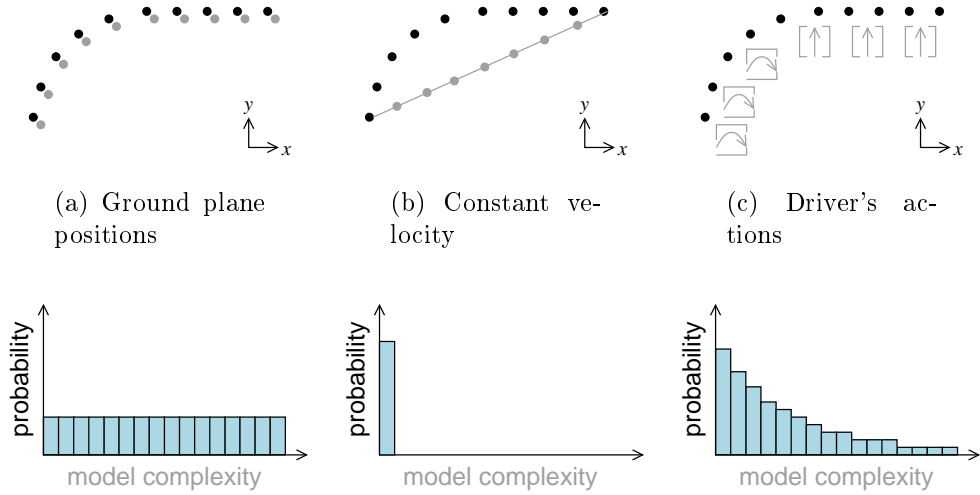 y
x
y
x
y
x
(a) Ground plane
positions
(b) Constant ve-
locity
(c) Driver's ac-
tions
probability
model complexity
probability
model complexity
probability
model complexity